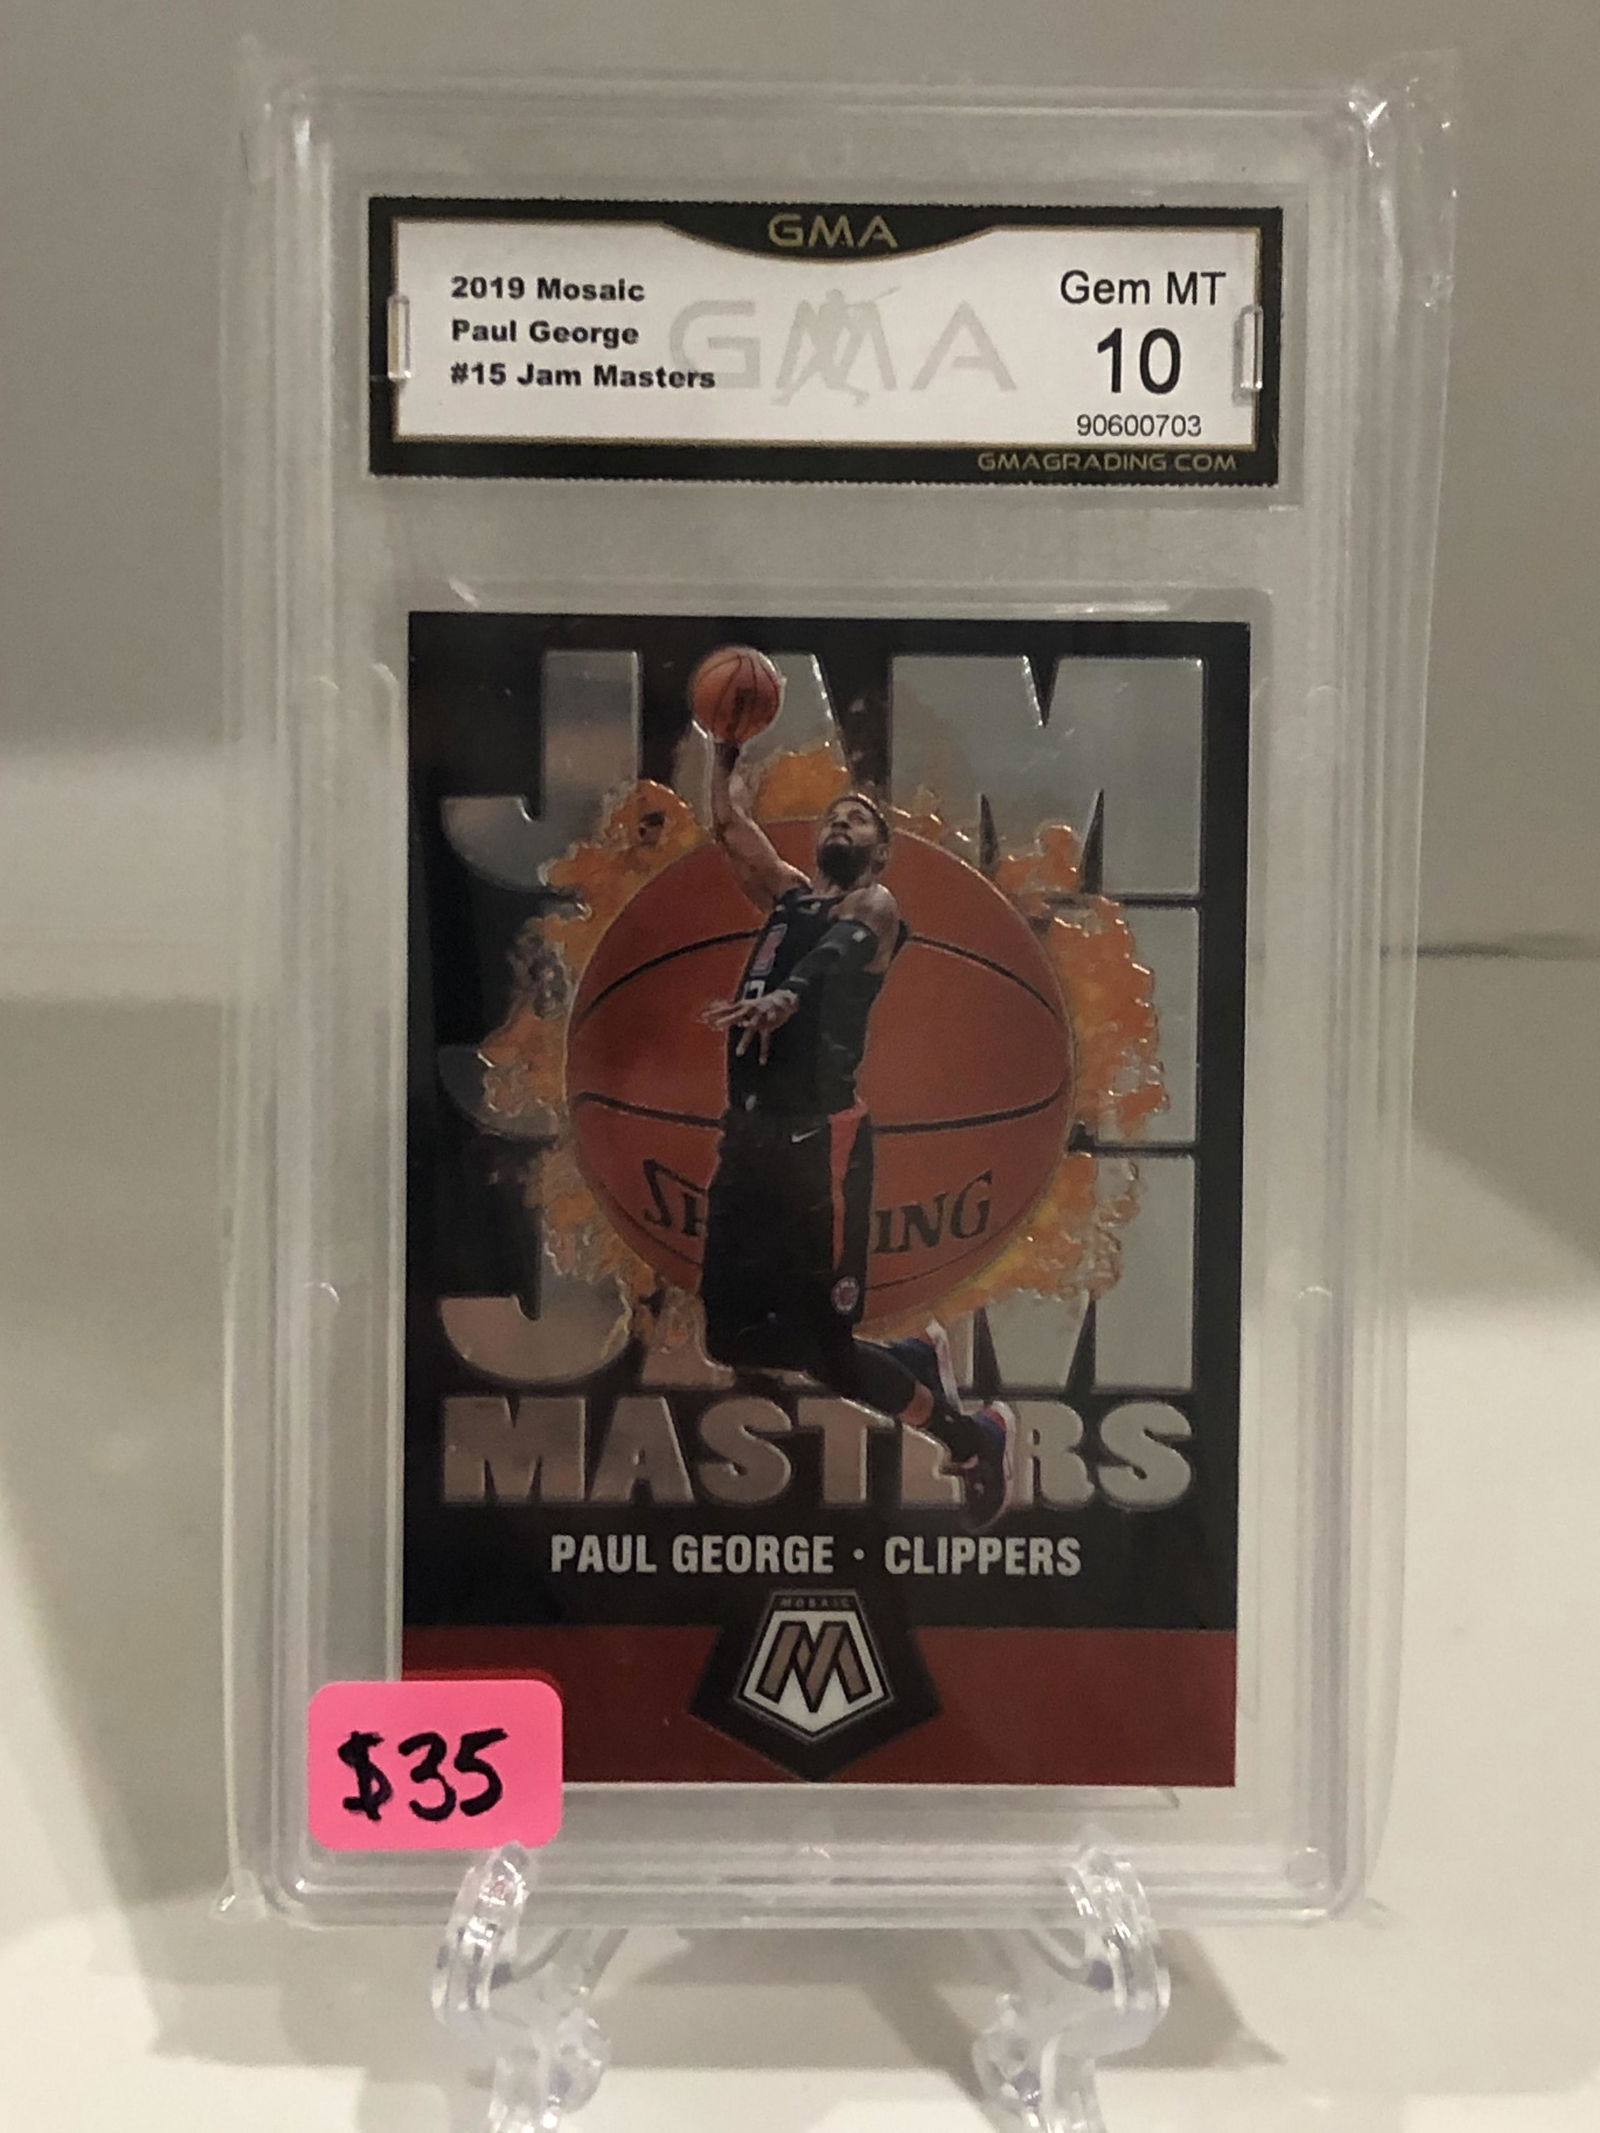 GMA
2019 Mosaic
Paul George
#15 Jam Masters
GMA
Gem MT
10
90600703
GMAGRADING.COM
JAM
JAM
MASTERS
PAUL GEORGE • CLIPPERS
MOSAIC
M
$35